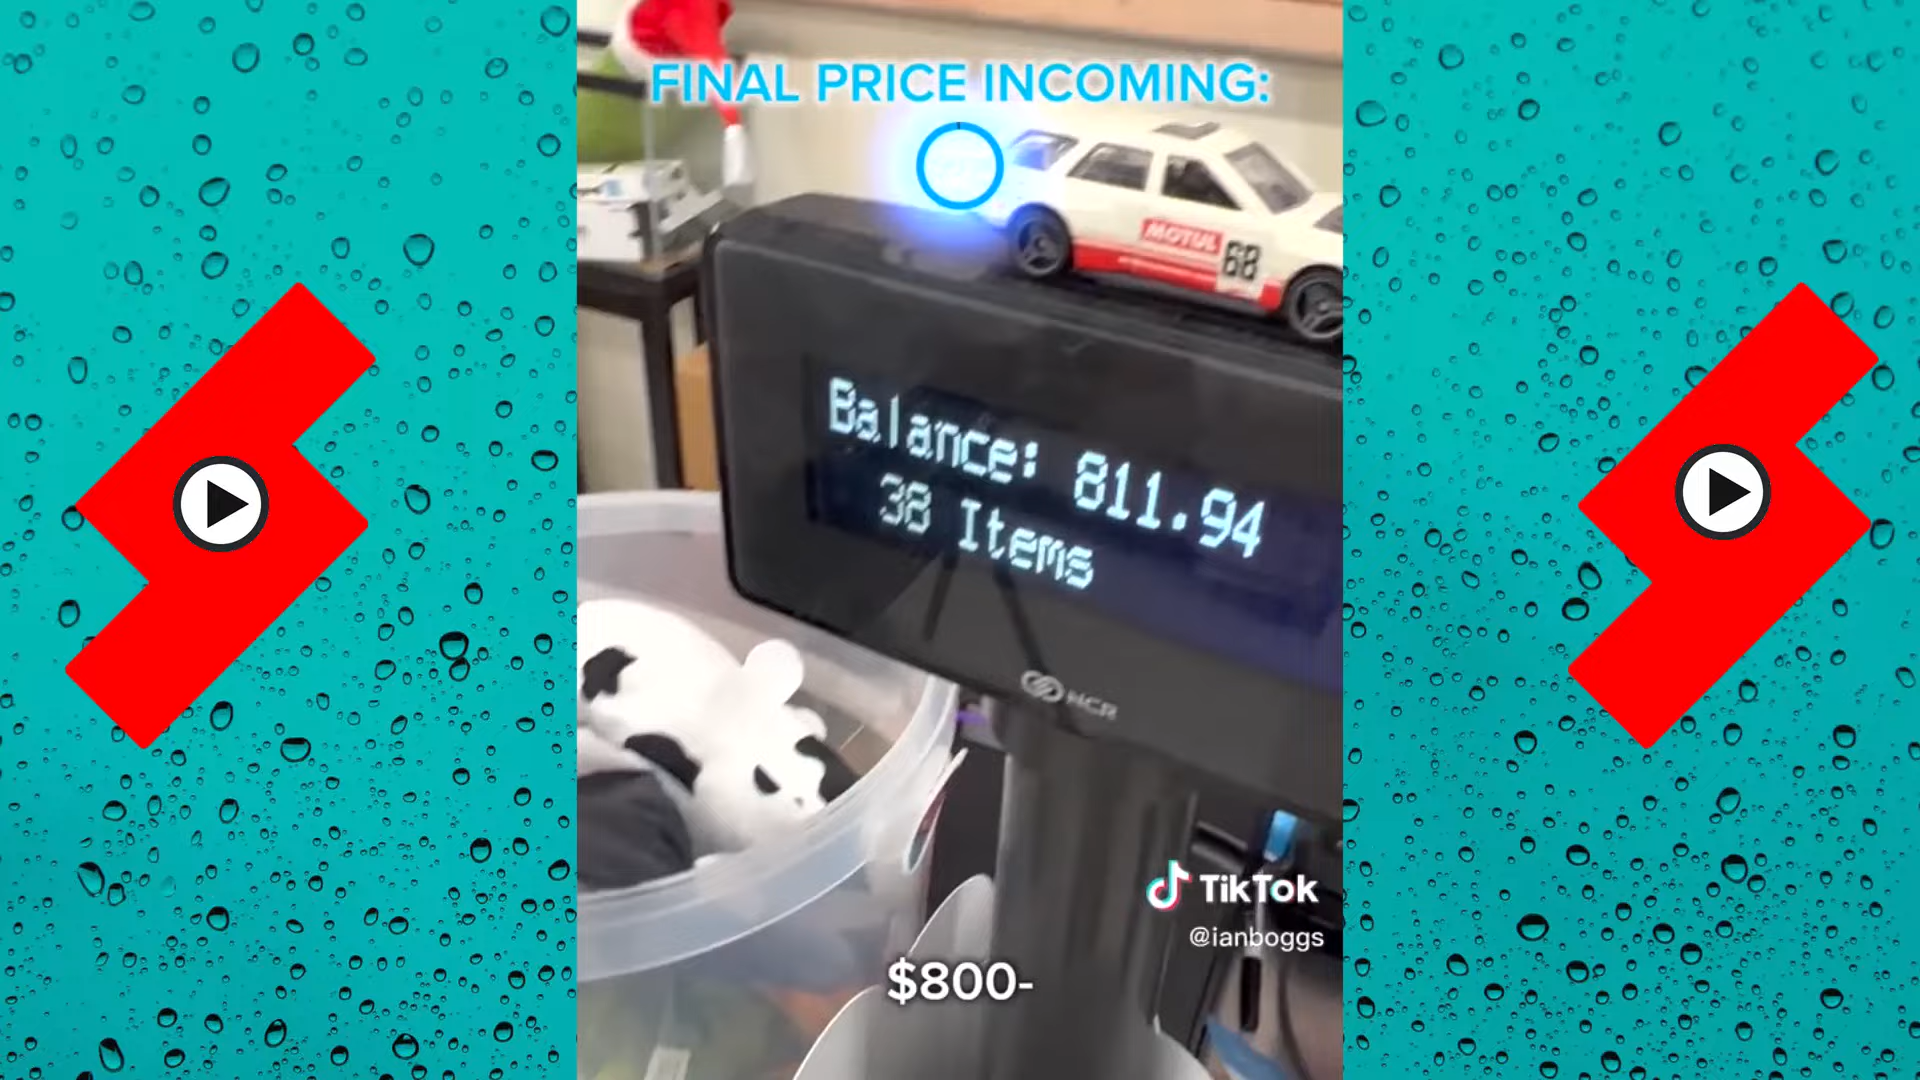 FINAL PRICE INCOMING:
MOTUL
68
Balance: 811.94
38 Items
NCR
TikTok
@ianboggs
$800-